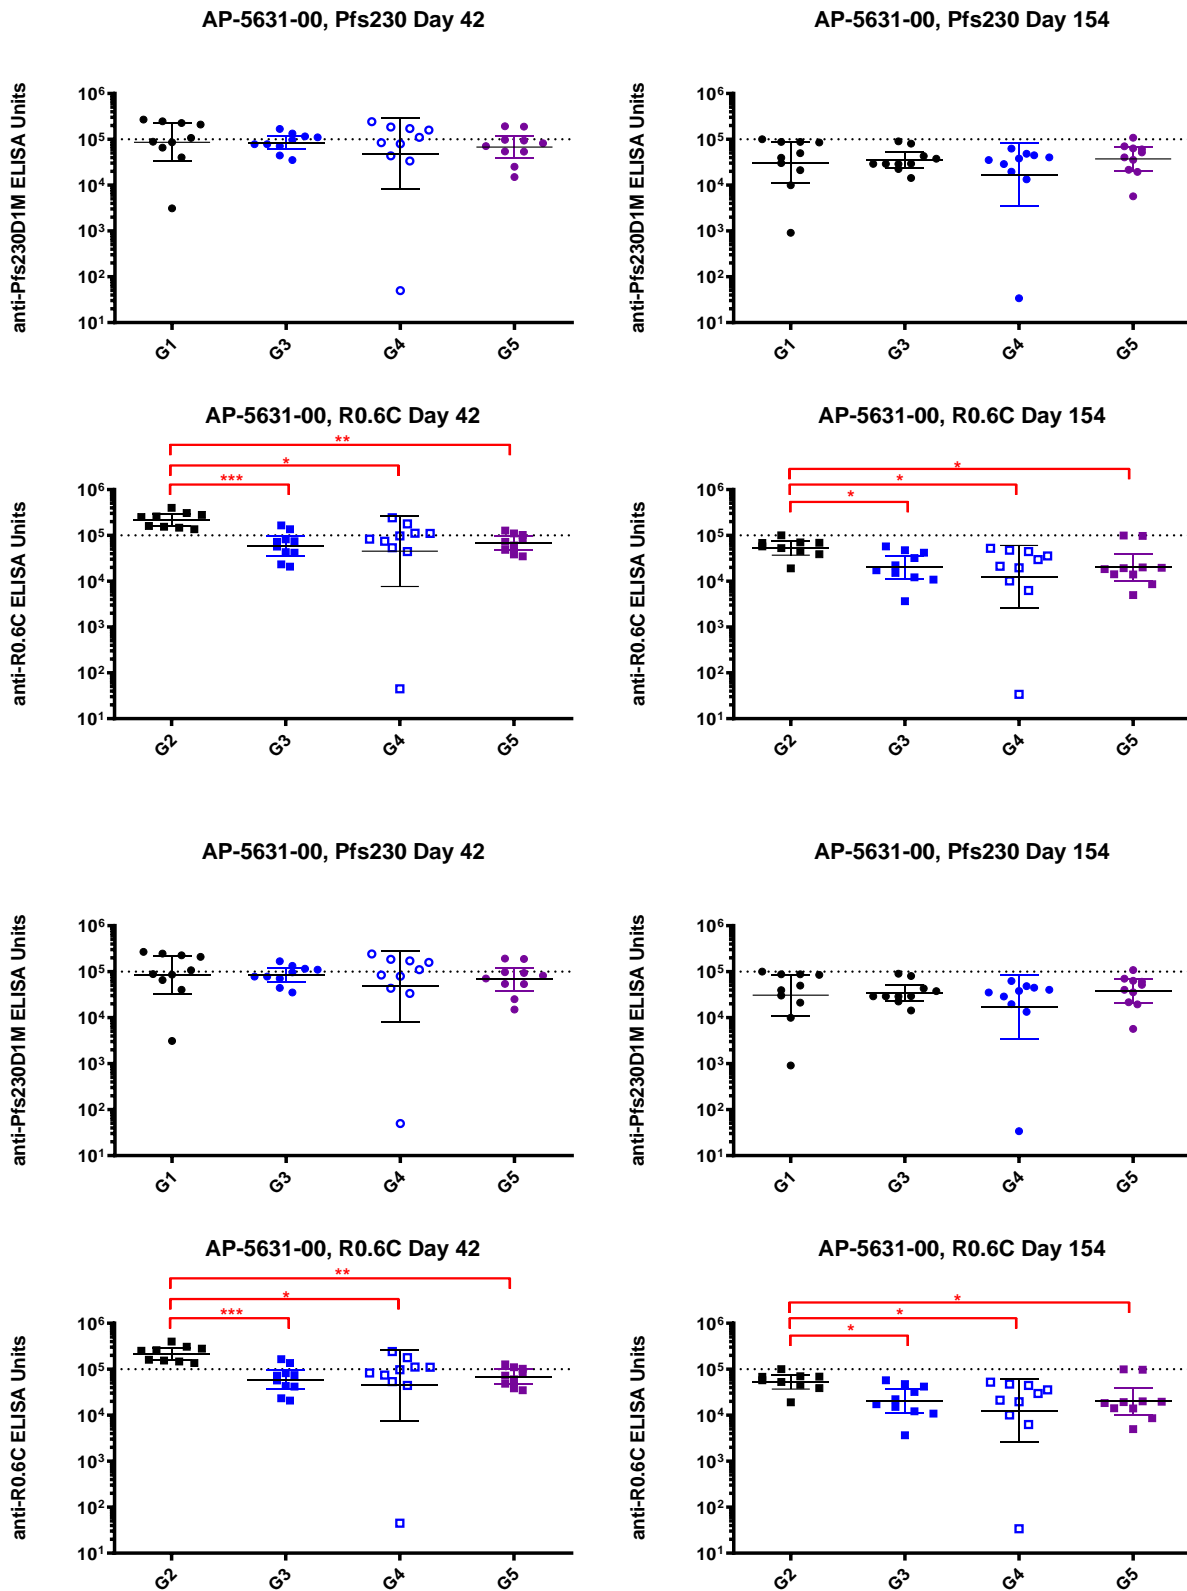 AP-5631-00, Pfs230 Day 42
anti-Pfs230D1M ELISA Units
10⁶
10⁵
10⁴
10³
10²
10¹
G1
G3
G4
G5
AP-5631-00, Pfs230 Day 154
anti-Pfs230D1M ELISA Units
10⁶
10⁵
10⁴
10³
10²
10¹
G1
G3
G4
G5
AP-5631-00, R0.6C Day 42
**
*
***
anti-R0.6C ELISA Units
10⁶
10⁵
10⁴
10³
10²
10¹
G2
G3
G4
G5
AP-5631-00, R0.6C Day 154
*
*
*
anti-R0.6C ELISA Units
10⁶
10⁵
10⁴
10³
10²
10¹
G2
G3
G4
G5
AP-5631-00, Pfs230 Day 42
anti-Pfs230D1M ELISA Units
10⁶
10⁵
10⁴
10³
10²
10¹
G1
G3
G4
G5
AP-5631-00, Pfs230 Day 154
anti-Pfs230D1M ELISA Units
10⁶
10⁵
10⁴
10³
10²
10¹
G1
G3
G4
G5
AP-5631-00, R0.6C Day 42
**
*
***
anti-R0.6C ELISA Units
10⁶
10⁵
10⁴
10³
10²
10¹
G2
G3
G4
G5
AP-5631-00, R0.6C Day 154
*
*
*
anti-R0.6C ELISA Units
10⁶
10⁵
10⁴
10³
10²
10¹
G2
G3
G4
G5